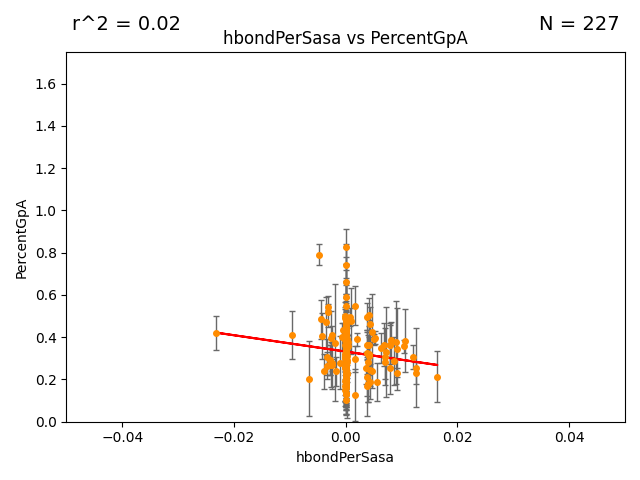 r^2 = 0.02
N = 227
hbondPerSasa vs PercentGpA
1.6
1.4
1.2
1.0
0.8
0.6
0.4
0.2
0.0
PercentGpA
−0.04
−0.02
0.00
0.02
0.04
hbondPerSasa